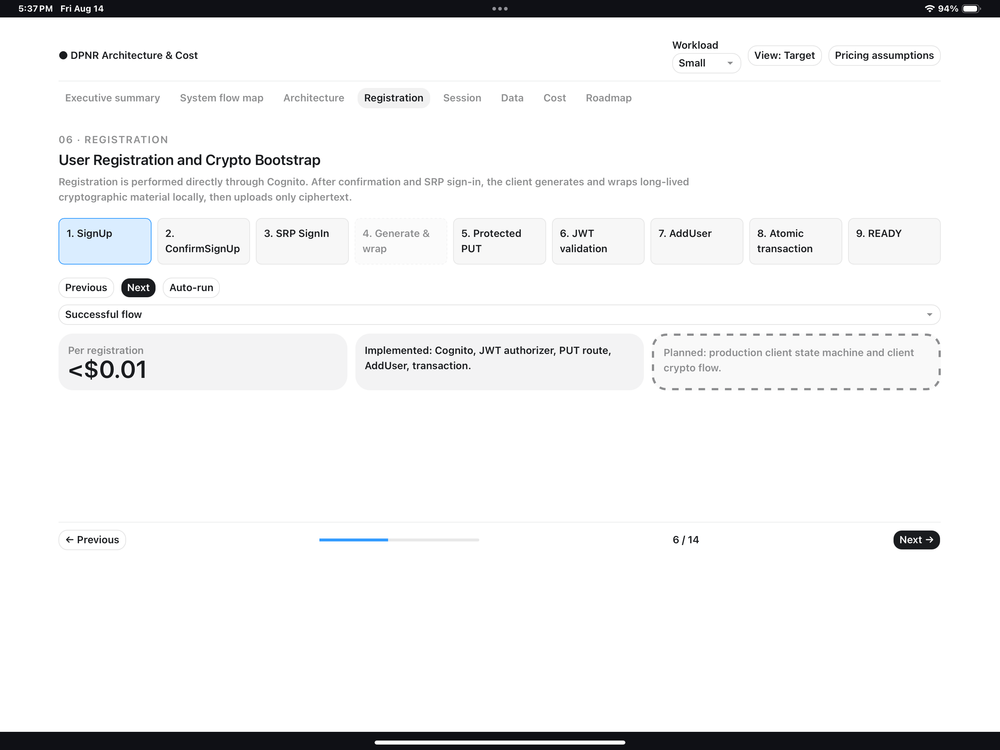 5:37 PM Fri Aug 14
94%
DPNR Architecture & Cost
Workload
Small
View: Target
Pricing assumptions
Executive summary
System flow map
Architecture
Registration
Session
Data
Cost
Roadmap
06 · REGISTRATION
User Registration and Crypto Bootstrap
Registration is performed directly through Cognito. After confirmation and SRP sign-in, the client generates and wraps long-lived
cryptographic material locally, then uploads only ciphertext.
1. SignUp
2.
ConfirmSignUp
3. SRP SignIn
4. Generate &
wrap
5. Protected
PUT
6. JWT
validation
7. AddUser
8. Atomic
transaction
9. READY
Previous
Next
Auto-run
Successful flow
Per registration
<$0.01
Implemented: Cognito, JWT authorizer, PUT route,
AddUser, transaction.
Planned: production client state machine and client
crypto flow.
← Previous
6 / 14
Next →